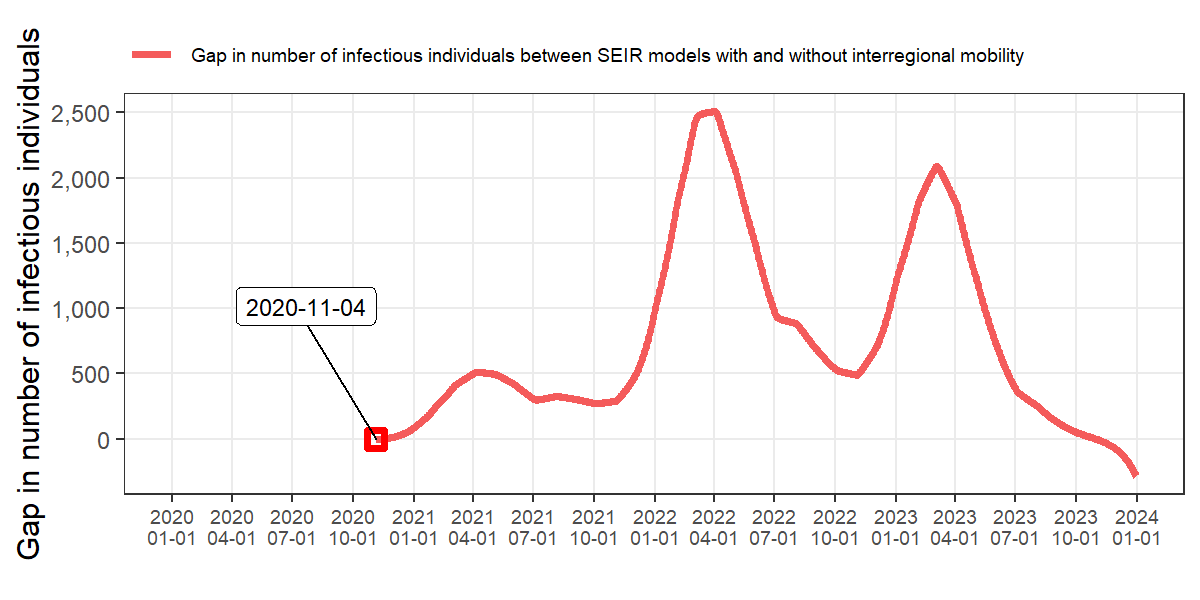 Gap in number of infectious individuals between SEIR models with and without interregional mobility
Gap in number of infectious individuals
2,500
2,000
1,500
1,000
500
0
2020-11-04
2020 2020 2020 2020 2021 2021 2021 2021 2022 2022 2022 2022 2023 2023 2023 2023 2024
01-01 04-01 07-01 10-01 01-01 04-01 07-01 10-01 01-01 04-01 07-01 10-01 01-01 04-01 07-01 10-01 01-01